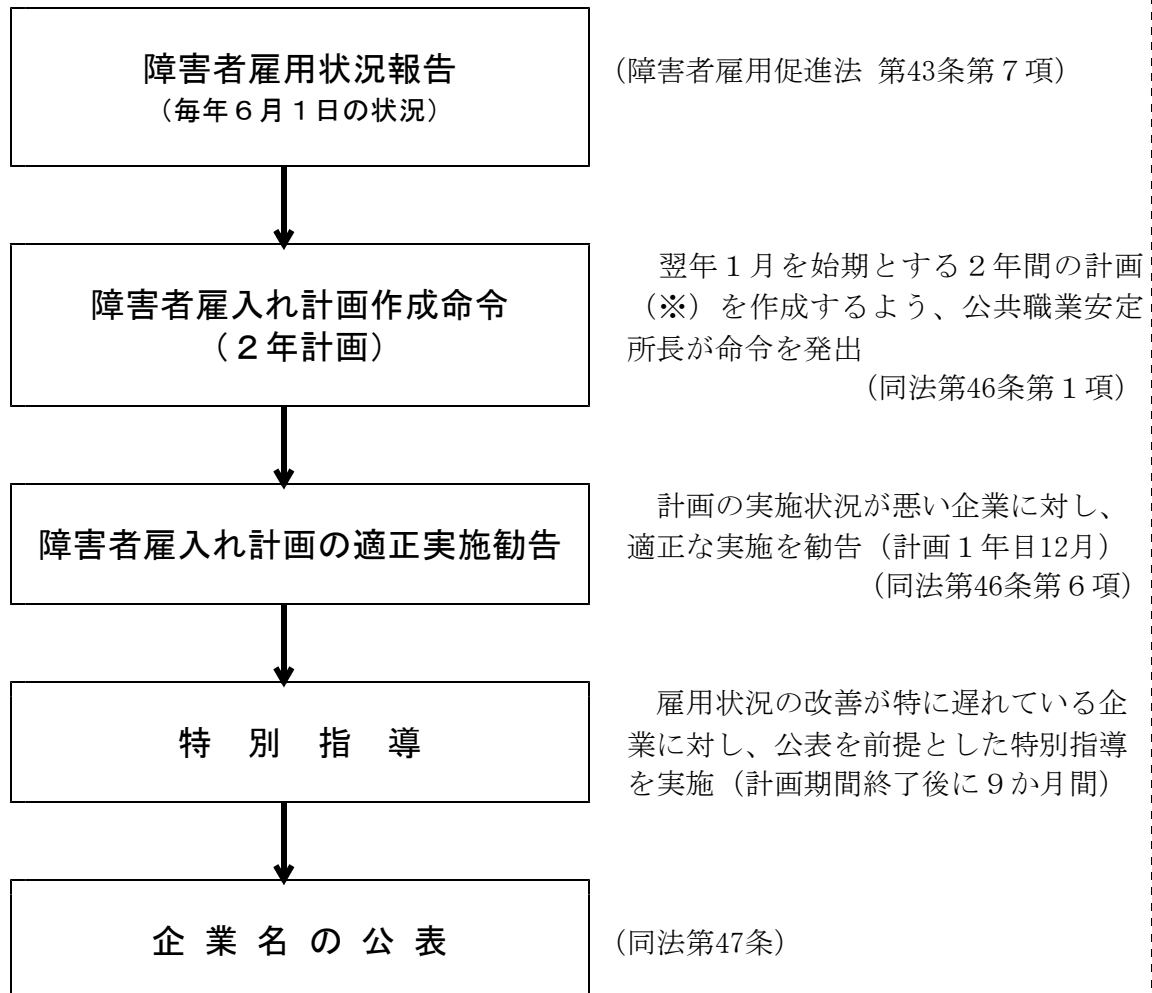 障害者雇用状況報告
（毎年６月１日の状況）
（障害者雇用促進法 第43条第７項）
障害者雇入れ計画作成命令
（２年計画）
翌年１月を始期とする２年間の計画
（※）を作成するよう、公共職業安定
所長が命令を発出
（同法第46条第１項）
障害者雇入れ計画の適正実施勧告
計画の実施状況が悪い企業に対し、
適正な実施を勧告（計画１年目12月）
（同法第46条第６項）
特 別 指 導
雇用状況の改善が特に遅れている企
業に対し、公表を前提とした特別指導
を実施（計画期間終了後に９か月間）
企 業 名 の 公 表
（同法第47条）